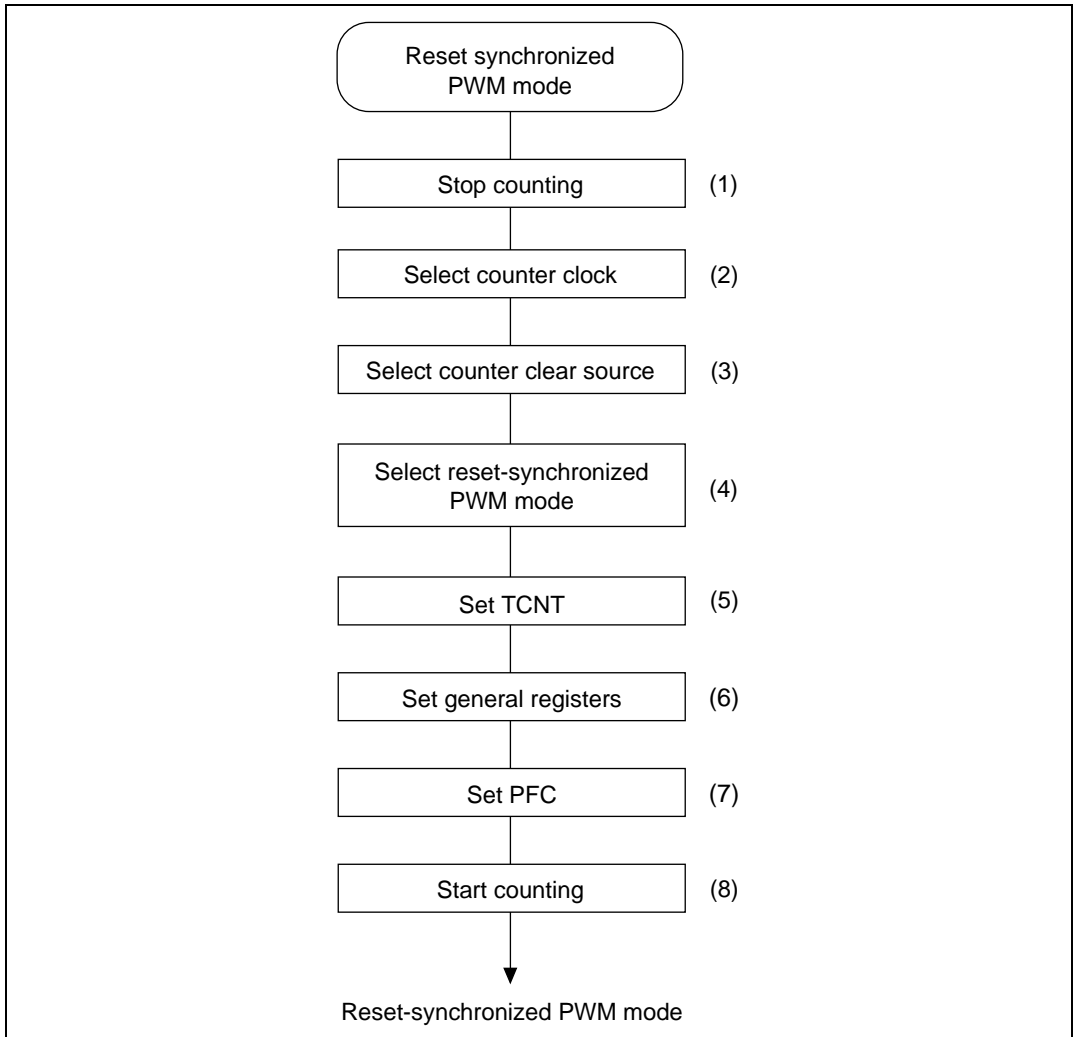 Reset synchronized
PWM mode
Stop counting (1)
Select counter clock (2)
Select counter clear source (3)
Select reset-synchronized
PWM mode
(4)
Set TCNT (5)
Set general registers (6)
Set PFC (7)
Start counting (8)
Reset-synchronized PWM mode